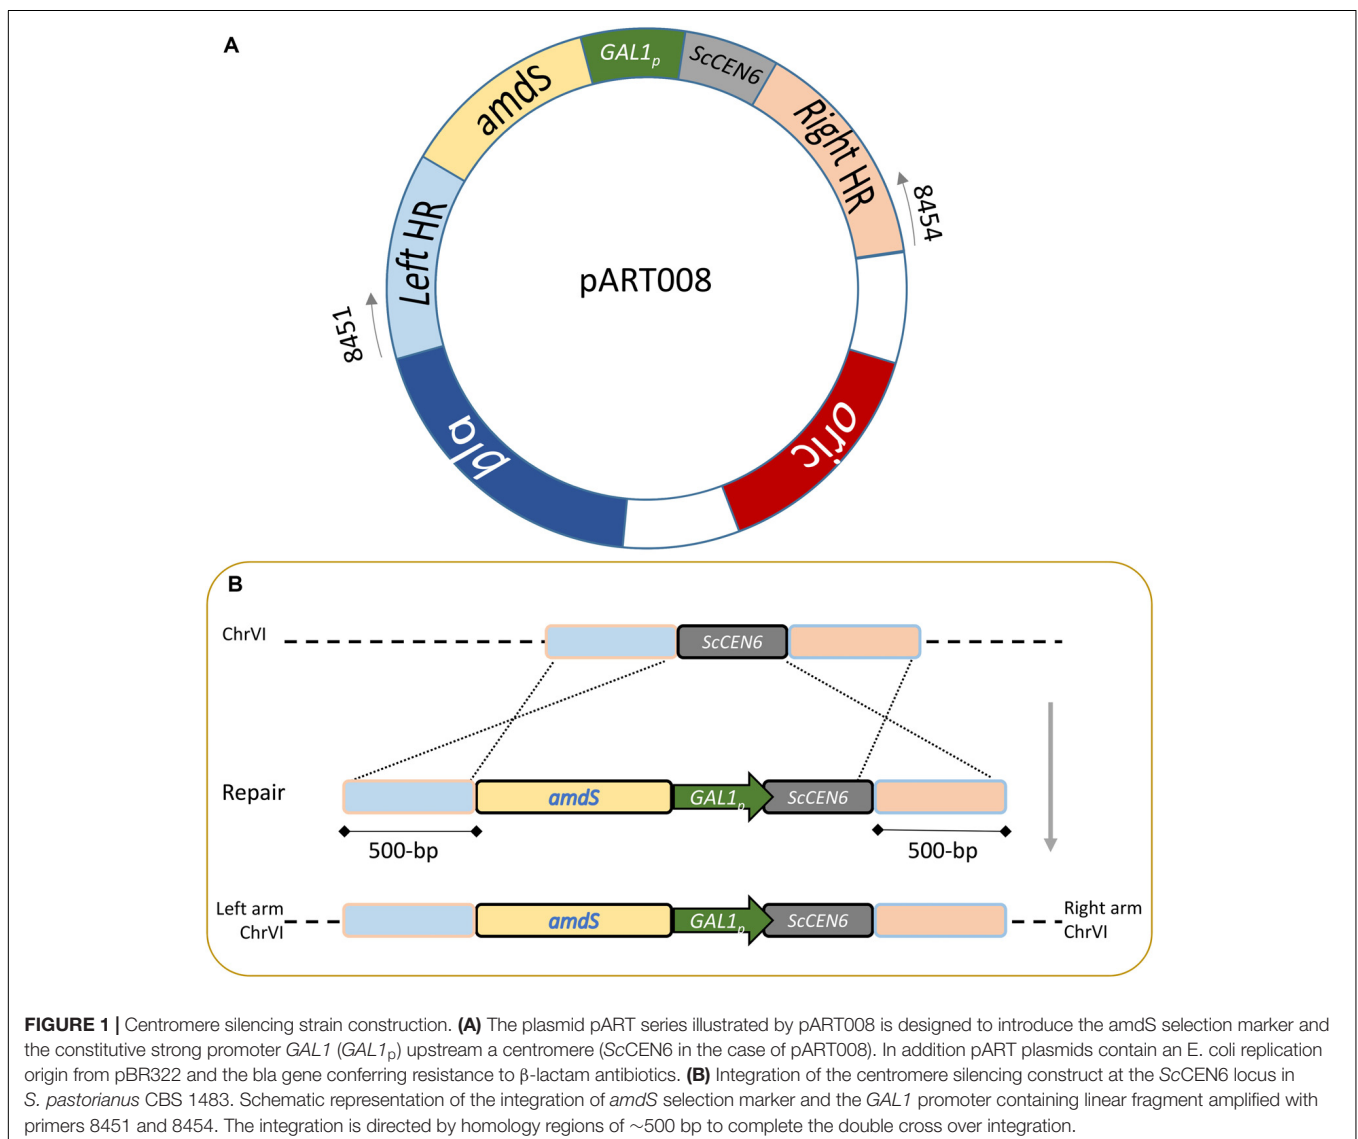 A
GAL1p
ScCEN6
amdS
Right HR
8454
Left HR
8451
pART008
bla
oric
B
ChrVI
ScCEN6
Repair
amdS
GAL1p
ScCEN6
500-bp
500-bp
Left arm
ChrVI
amdS
GAL1p
ScCEN6
Right arm
ChrVI
FIGURE 1 | Centromere silencing strain construction. (A) The plasmid pART series illustrated by pART008 is designed to introduce the amdS selection marker and
the constitutive strong promoter GAL1 (GAL1p) upstream a centromere (ScCEN6 in the case of pART008). In addition pART plasmids contain an E. coli replication
origin from pBR322 and the bla gene conferring resistance to β-lactam antibiotics. (B) Integration of the centromere silencing construct at the ScCEN6 locus in
S. pastorianus CBS 1483. Schematic representation of the integration of amdS selection marker and the GAL1 promoter containing linear fragment amplified with
primers 8451 and 8454. The integration is directed by homology regions of ∼500 bp to complete the double cross over integration.